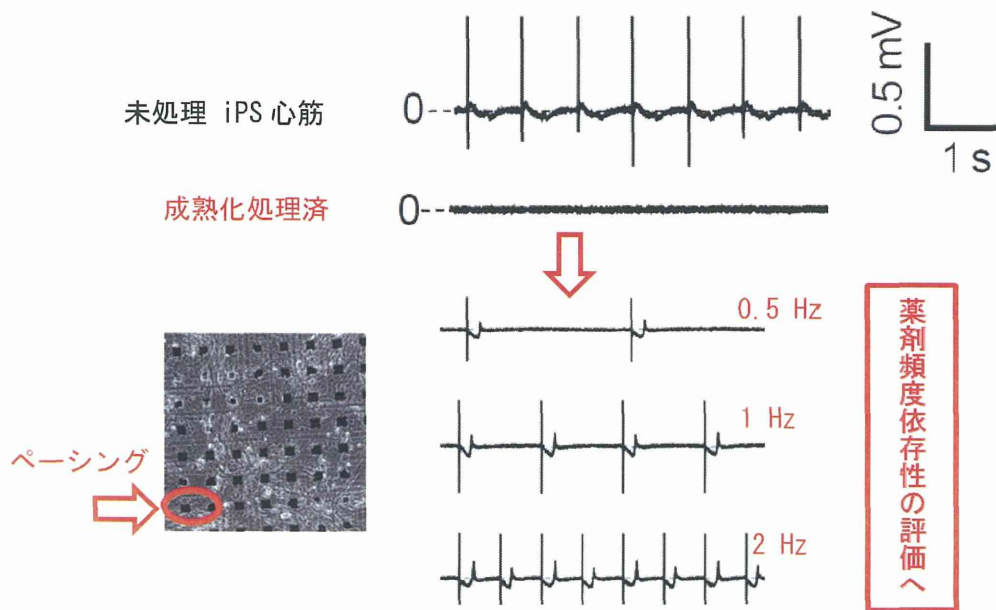 未処理 iPS 心筋
0
0.5 mV
1 s
成熟化処理済
0
0.5 Hz
1 Hz
2 Hz
ペーシング
薬剤頻度依存性の評価へ